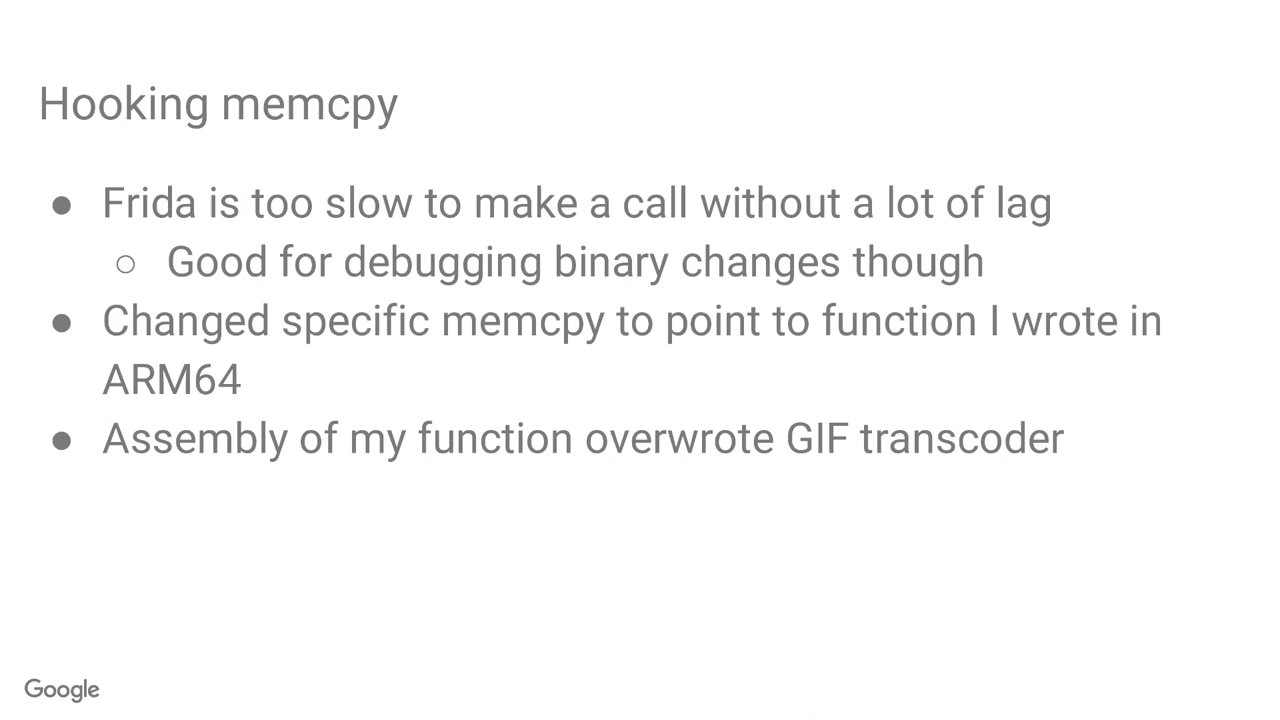 Hooking memcpy
● Frida is too slow to make a call without a lot of lag
○ Good for debugging binary changes though
● Changed specific memcpy to point to function I wrote in
ARM64
● Assembly of my function overwrote GIF transcoder
Google